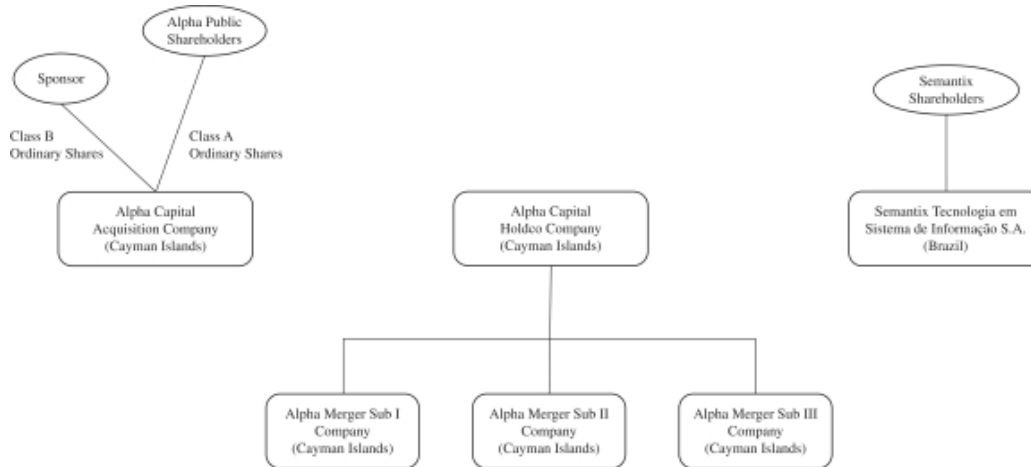 Alpha Public
Shareholders
Sponsor
Semantix
Shareholders
Class B
Ordinary Shares
Class A
Ordinary Shares
Alpha Capital
Acquisition Company
(Cayman Islands)
Alpha Capital
Holdco Company
(Cayman Islands)
Semantix Tecnologia em
Sistema de Informação S.A.
(Brazil)
Alpha Merger Sub I
Company
(Cayman Islands)
Alpha Merger Sub II
Company
(Cayman Islands)
Alpha Merger Sub III
Company
(Cayman Islands)